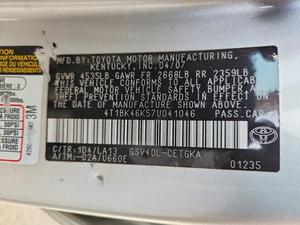 MFD. BY: TOYOTA MOTOR MANUFACTURING,
KENTUCKY, INC. 04/07
GVWR 4535LB GAWR FR 2668LB RR 2359LB
THIS VEHICLE CONFORMS TO ALL APPLICABLE
FEDERAL MOTOR VEHICLE SAFETY, BUMPER, AND
THEFT PREVENTION STANDARDS IN EFFECT ON
THE DATE OF MANUFACTURE SHOWN ABOVE.
4T1BK46K57U041046 PASS.CAR
C/TR:1D4/LA13 GSV40L-CETGKA
A/TM:-02A/U660E
TOYOTA
01235
3M